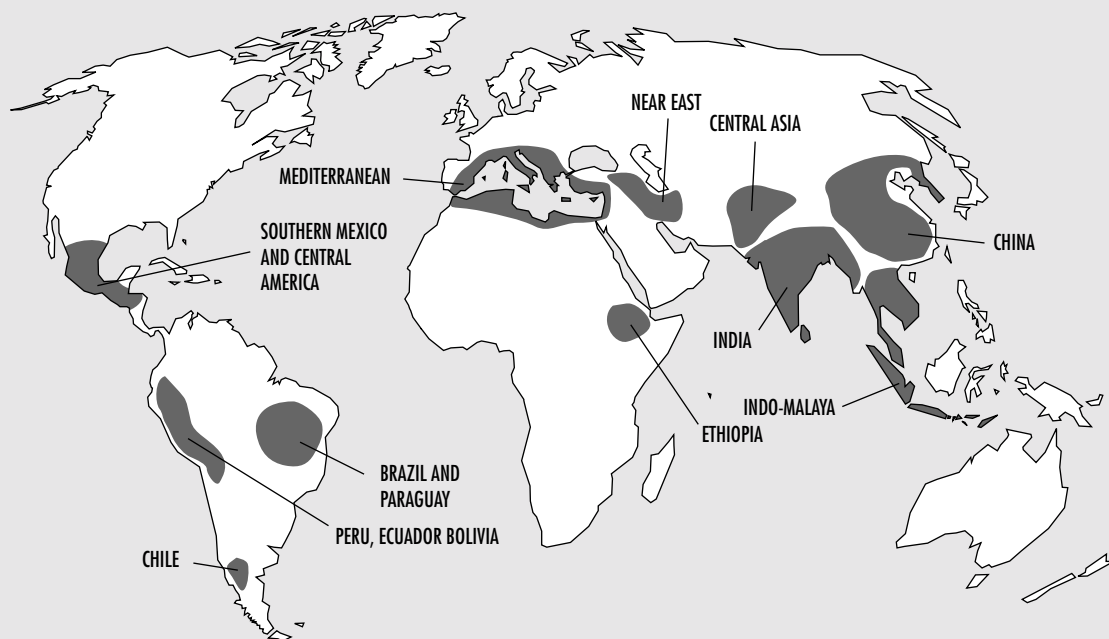 NEAR EAST
CENTRAL ASIA
MEDITERRANEAN
SOUTHERN MEXICO
AND CENTRAL
AMERICA
CHINA
INDIA
INDO-MALAYA
ETHIOPIA
BRAZIL AND
PARAGUAY
PERU, ECUADOR BOLIVIA
CHILE